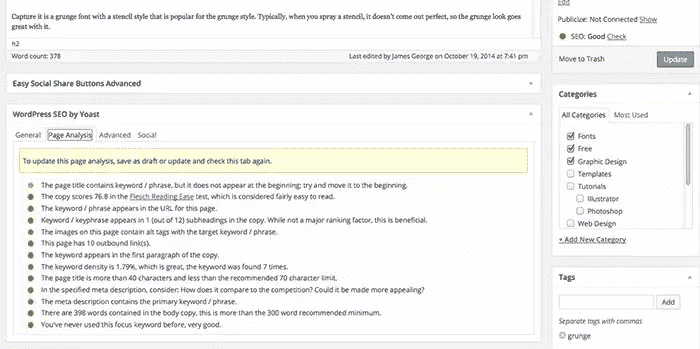 Capture it is a grunge font with a stencil style that is popular for the grunge style. Typically, when you spray a stencil, it doesn't come out perfect, so the grunge look goes
great with it.
h2
Word count: 378
Last edited by James George on October 19, 2014 at 7:41 pm
Easy Social Share Buttons Advanced
WordPress SEO by Yoast
General Page Analysis Advanced Social
To update this page analysis, save as draft or update and check this tab again.
The page title contains keyword / phrase, but it does not appear at the beginning; try and move it to the beginning.
The copy scores 76.8 in the Flesch Reading Ease test, which is considered fairly easy to read.
The keyword / phrase appears in the URL for this page.
Keyword / keyphrase appears in 1 (out of 12) subheadings in the copy. While not a major ranking factor, this is beneficial.
The images on this page contain alt tags with the target keyword / phrase.
This page has 10 outbound link(s).
The keyword appears in the first paragraph of the copy.
The keyword density is 1.79%, which is great, the keyword was found 7 times.
The page title is more than 40 characters and less than the recommended 70 character limit.
In the specified meta description, consider: How does it compare to the competition? Could it be made more appealing?
The meta description contains the primary keyword / phrase.
There are 398 words contained in the body copy, this is more than the 300 word recommended minimum.
You've never used this focus keyword before, very good.
Edit
Publicize: Not Connected Show
SEO: Good Check
Move to Trash
Update
Categories
All Categories Most Used
Fonts
Free
Graphic Design
Templates
Tutorials
Illustrator
Photoshop
Web Design
+ Add New Category
Tags
Add
Separate tags with commas
grunge